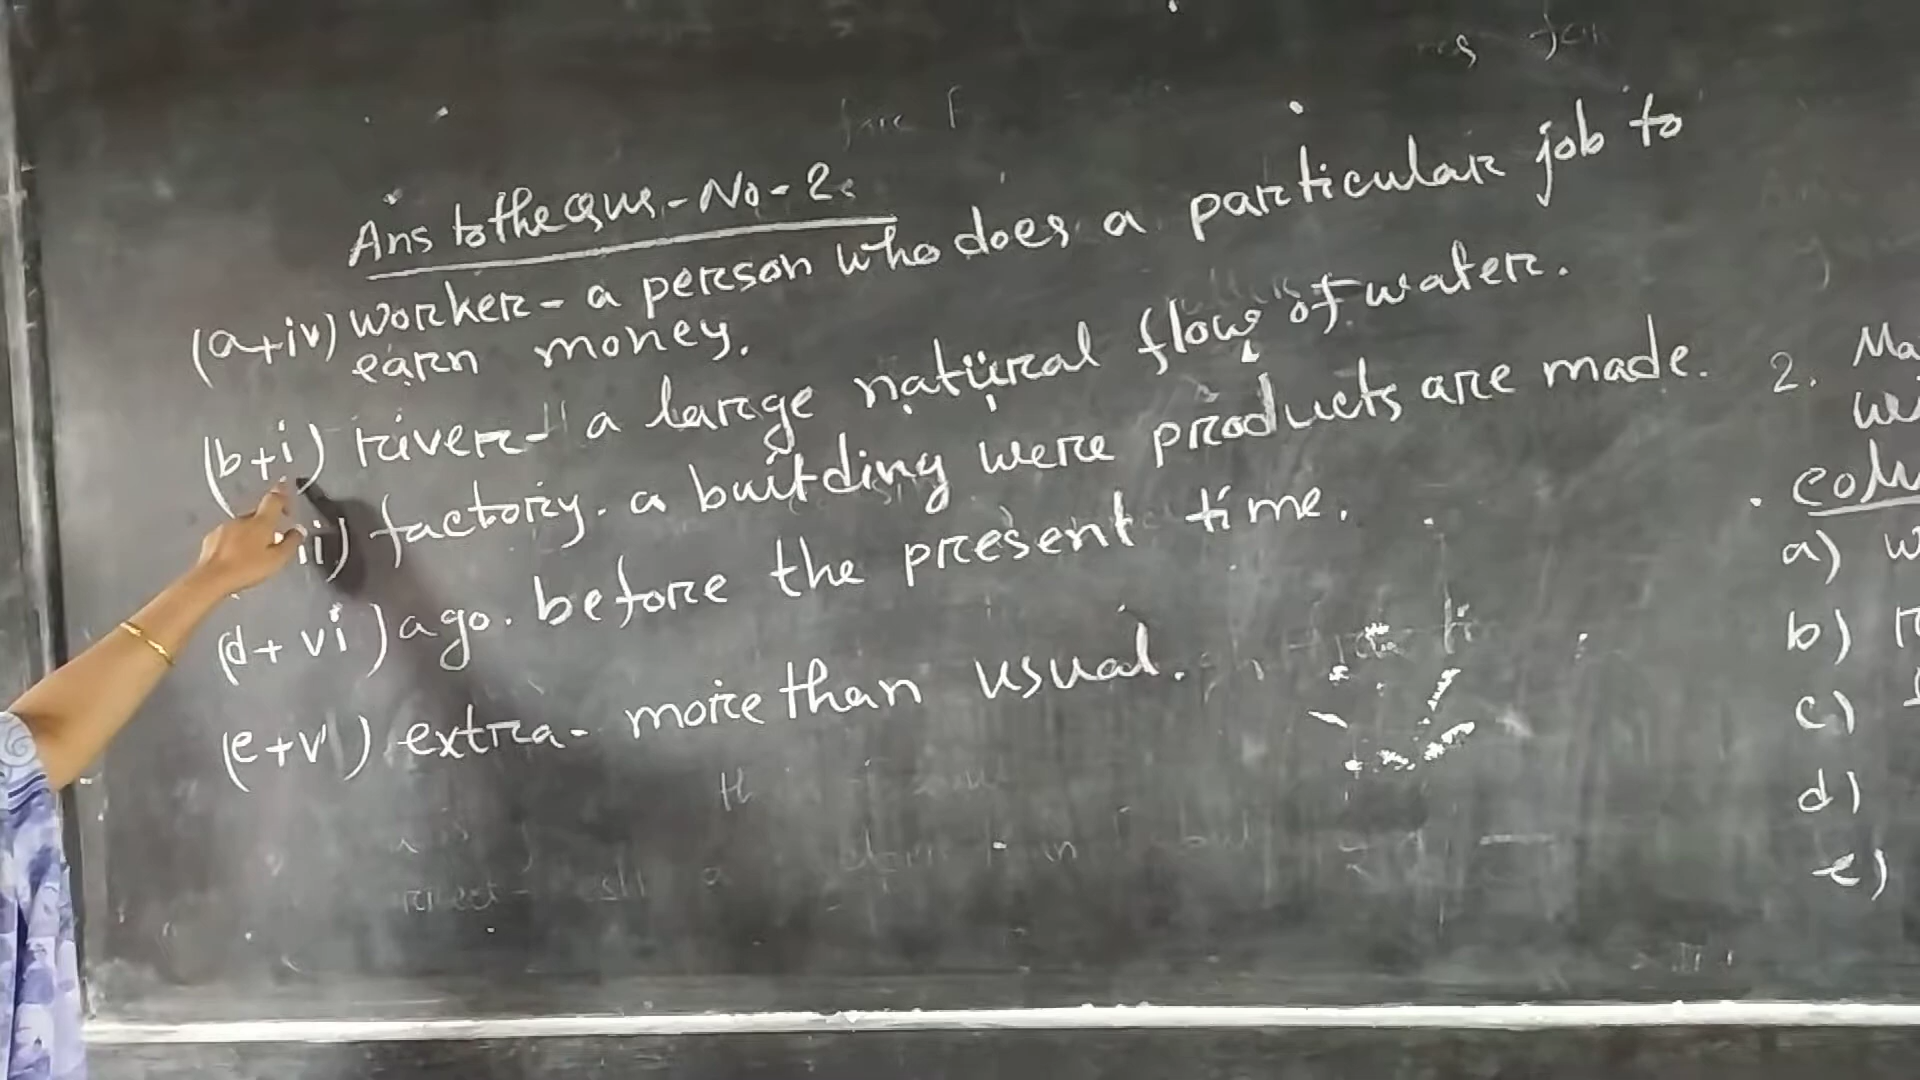 Ans to the Qus - No - 2:
(a+iv) worker - a person who does a particular job to
earn money.
(b+i) river - a large natural flow of water.
ii) factory. a building were products are made.
(d+vi) ago. before the present time.
(e+v) extra - more than usual.
2.
a)
b)
c)
d)
e)